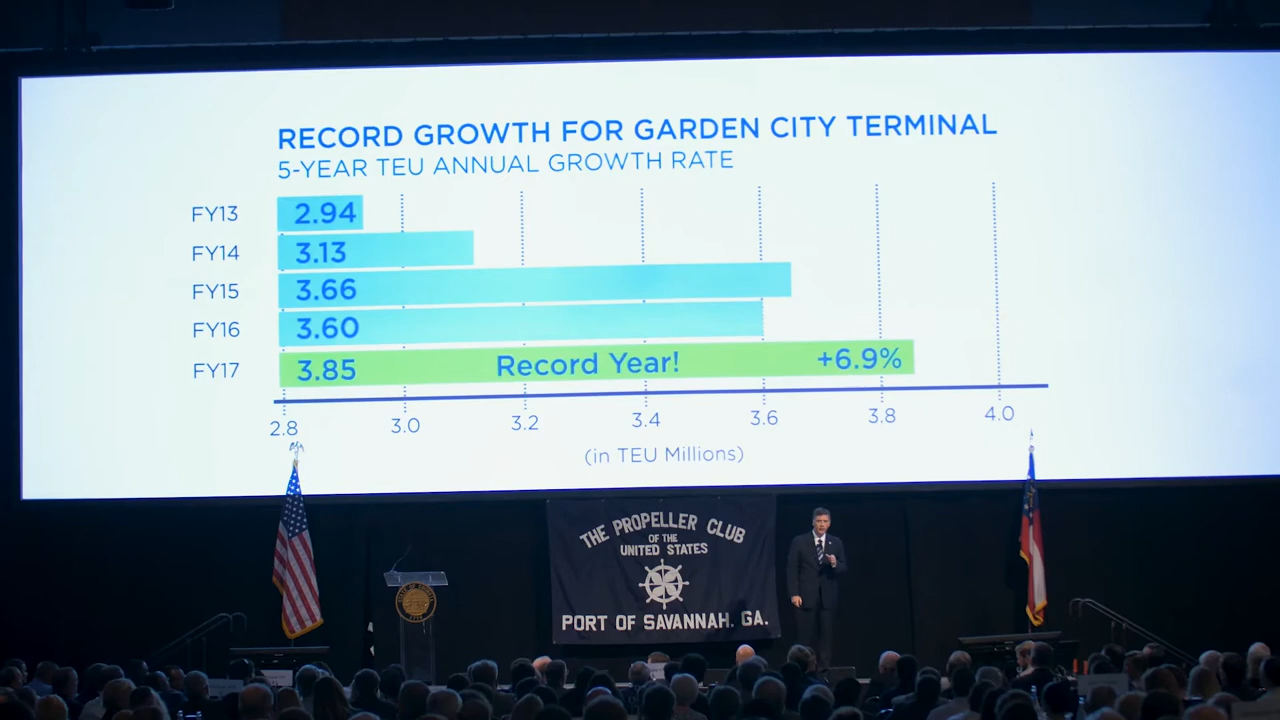 RECORD GROWTH FOR GARDEN CITY TERMINAL
5-YEAR TEU ANNUAL GROWTH RATE
FY13 2.94
FY14 3.13
FY15 3.66
FY16 3.60
FY17 3.85 Record Year! +6.9%
2.8 3.0 3.2 3.4 3.6 3.8 4.0
(in TEU Millions)
THE PROPELLER CLUB
OF THE
UNITED STATES
PORT OF SAVANNAH. GA.